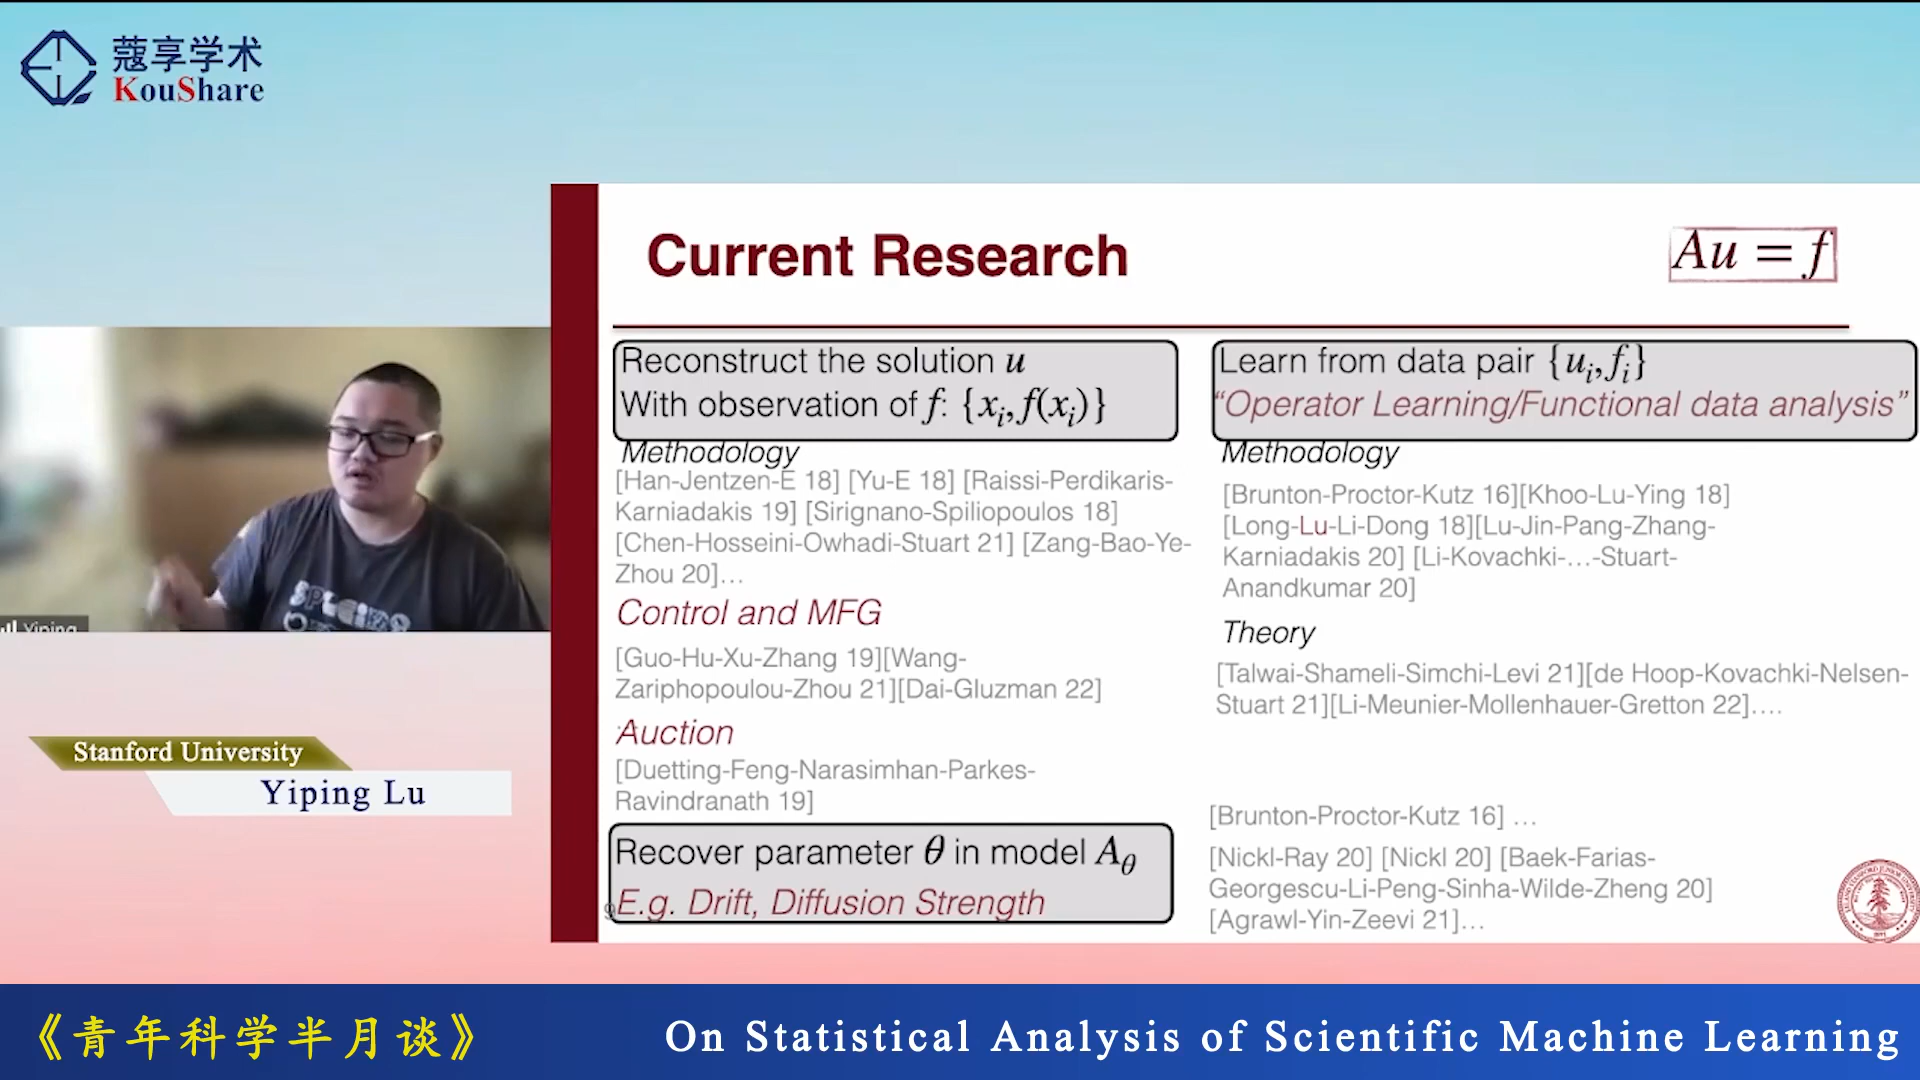 蔻享学术
KouShare
Current Research
Au = f
Reconstruct the solution u
With observation of f: {x_i, f(x_i)}
Methodology
[Han-Jentzen-E 18] [Yu-E 18] [Raissi-Perdikaris-
Karniadakis 19] [Sirignano-Spiliopoulos 18]
[Chen-Hosseini-Owhadi-Stuart 21] [Zang-Bao-Ye-
Zhou 20]…
Control and MFG
[Guo-Hu-Xu-Zhang 19][Wang-
Zariphopoulou-Zhou 21][Dai-Gluzman 22]
Auction
[Duetting-Feng-Narasimhan-Parkes-
Ravindranath 19]
Recover parameter θ in model A_θ
E.g. Drift, Diffusion Strength
9
Learn from data pair {u_i, f_i}
“Operator Learning/Functional data analysis”
Methodology
[Brunton-Proctor-Kutz 16][Khoo-Lu-Ying 18]
[Long-Lu-Li-Dong 18][Lu-Jin-Pang-Zhang-
Karniadakis 20] [Li-Kovachki-…-Stuart-
Anandkumar 20]
Theory
[Talwai-Shameli-Simchi-Levi 21][de Hoop-Kovachki-Nelsen-
Stuart 21][Li-Meunier-Mollenhauer-Gretton 22]….
[Brunton-Proctor-Kutz 16] …
[Nickl-Ray 20] [Nickl 20] [Baek-Farias-
Georgescu-Li-Peng-Sinha-Wilde-Zheng 20]
[Agrawl-Yin-Zeevi 21]…
Yiping
Stanford University
Yiping Lu
《青年科学半月谈》
On Statistical Analysis of Scientific Machine Learning